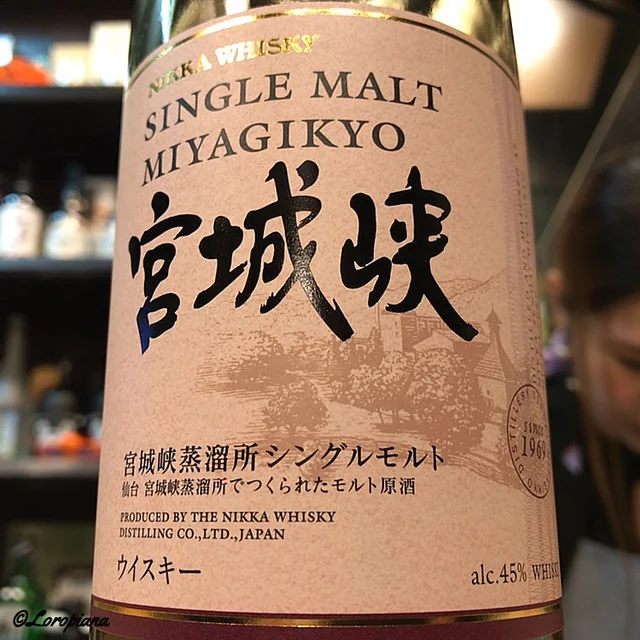 NIKKA WHISKY
SINGLE MALT
MIYAGIKYO
宮城峡
since
1969
宮城峡蒸溜所シングルモルト
仙台 宮城峡蒸溜所でつくられたモルト原酒
PRODUCED BY THE NIKKA WHISKY
DISTILLING CO.,LTD.,JAPAN
ウイスキー
alc.45% WHISK
©Loropiana